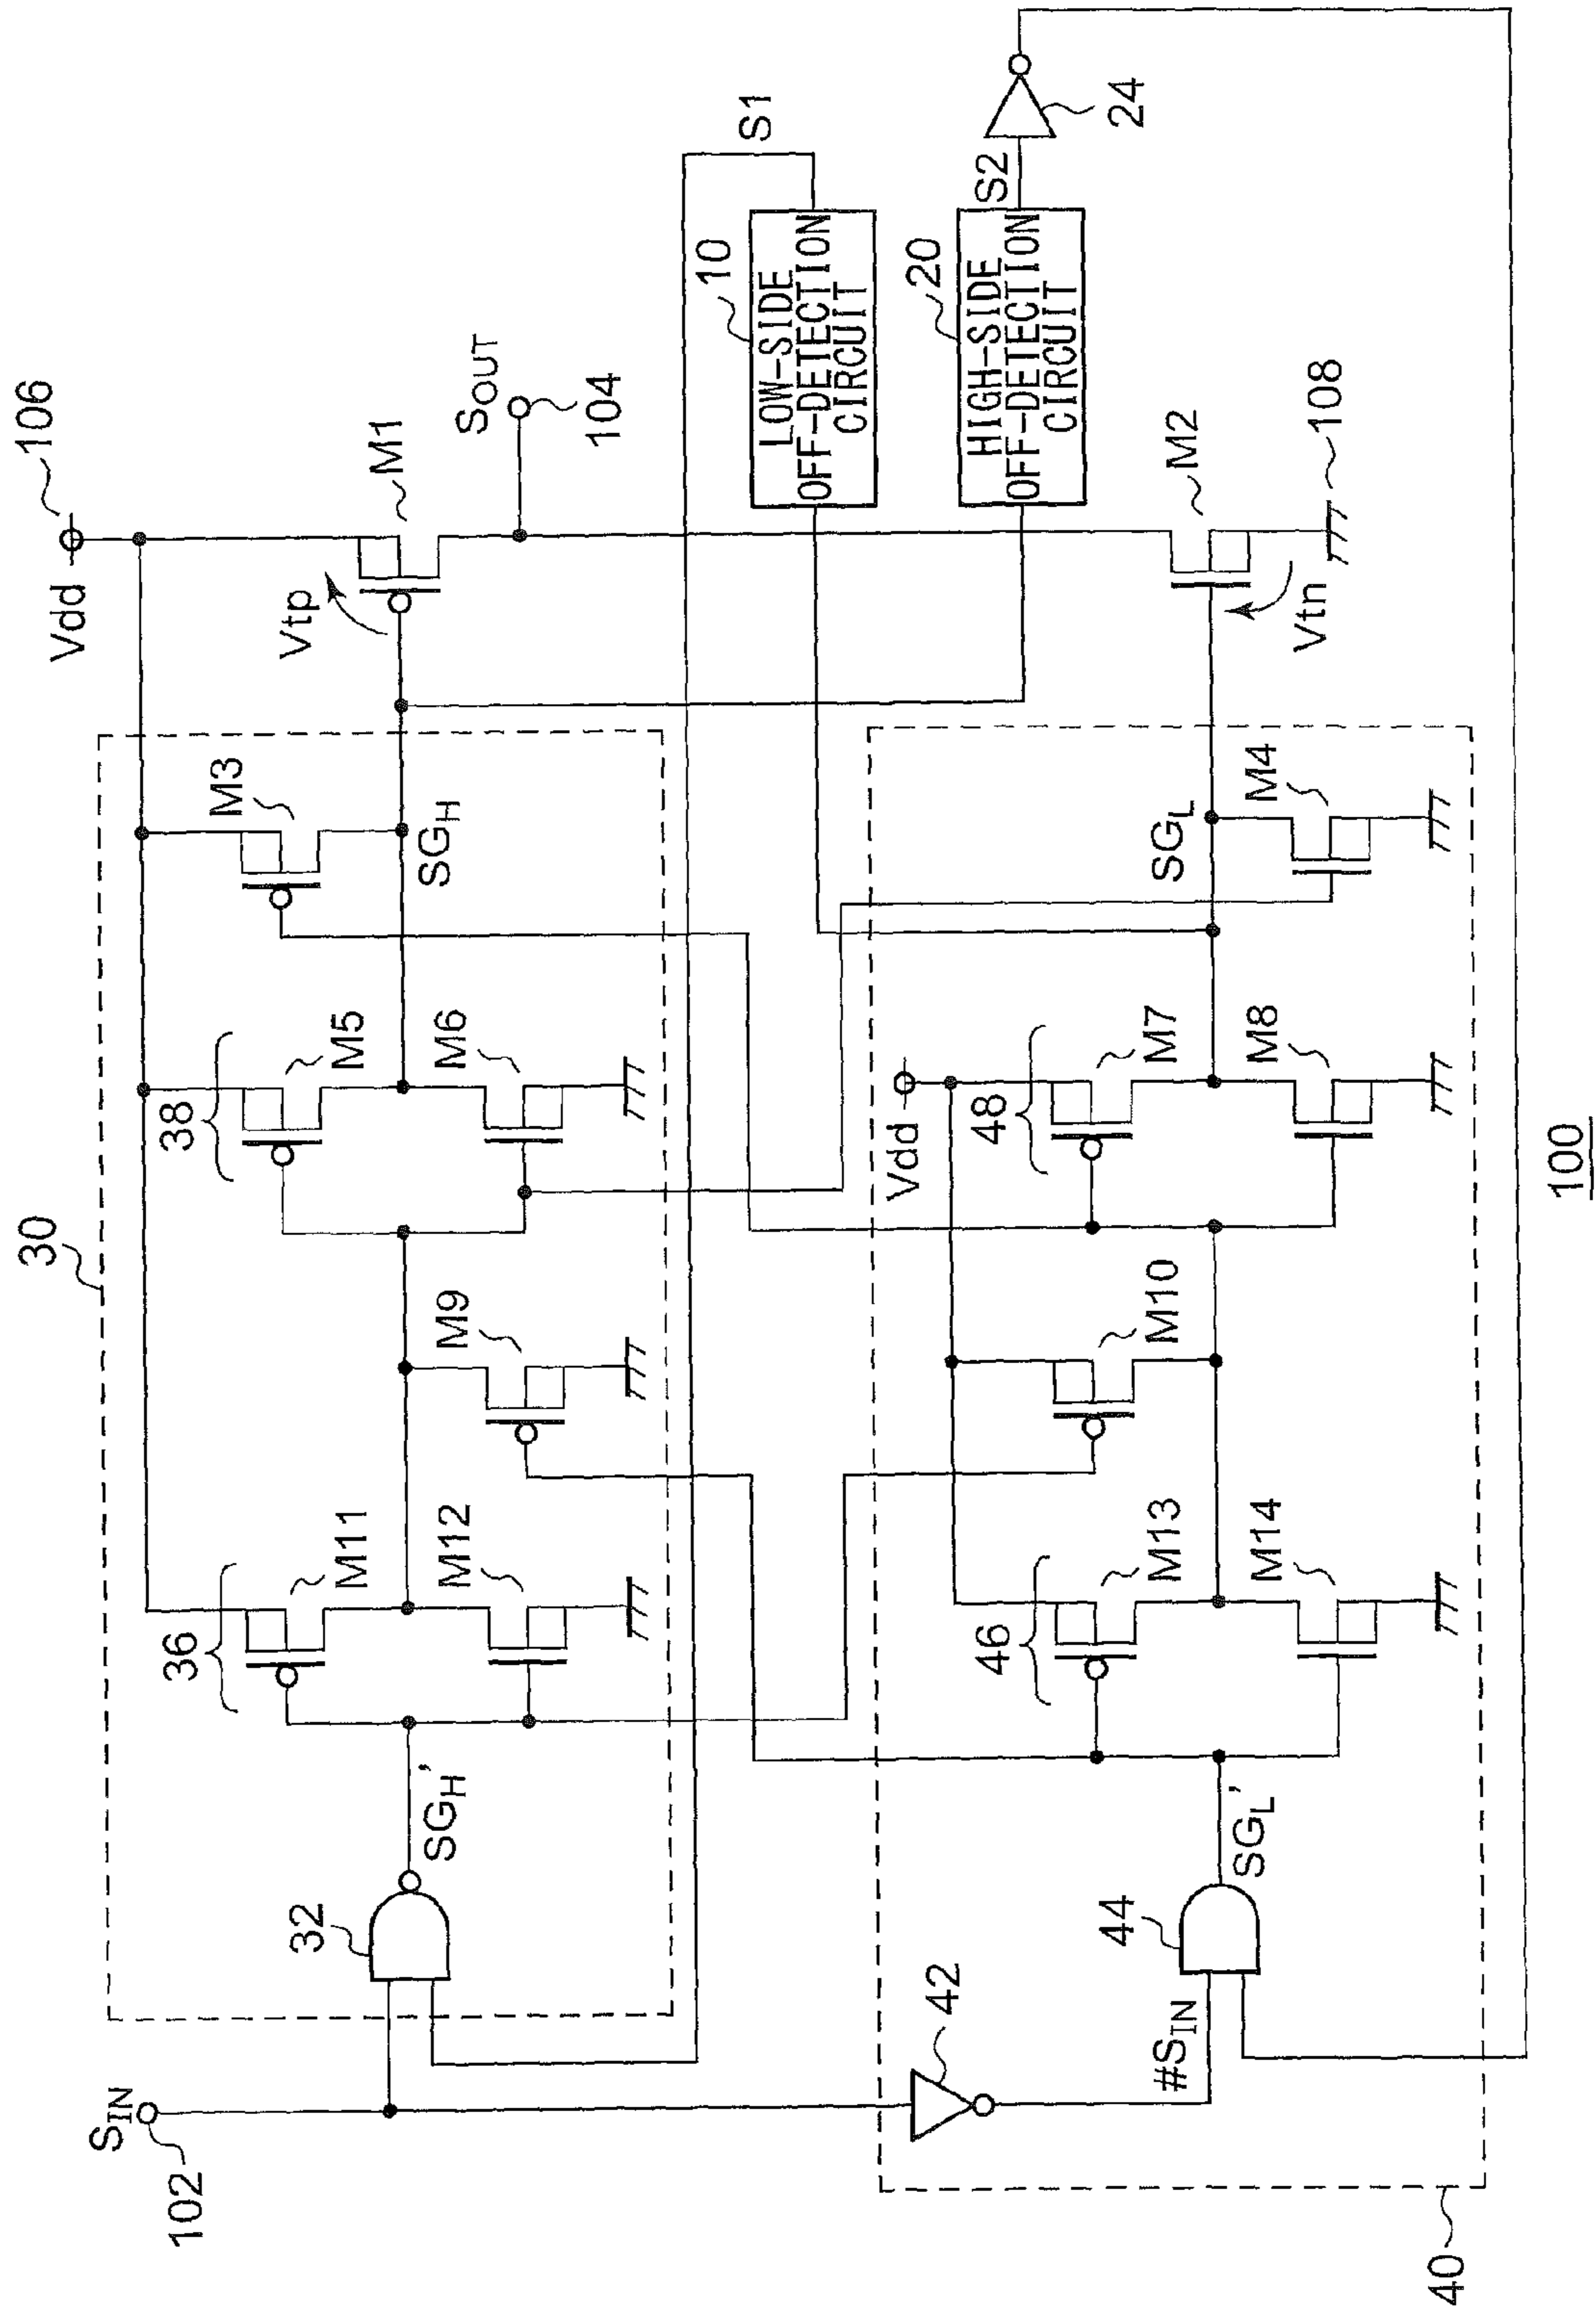 100
Vdd
106
30
38
M3
36
M11
M5
Vtp
M1
SIN
102
32
SGH'
M12
M9
M6
SGH
SOUT
104
S1
10
LOW-SIDE
OFF-DETECTION
CIRCUIT
20
HIGH-SIDE
OFF-DETECTION
CIRCUIT
S2
24
Vdd
42
46
M13
M10
48
M7
#SIN
44
SGL'
M14
M8
SGL
M4
M2
Vtn
108
40